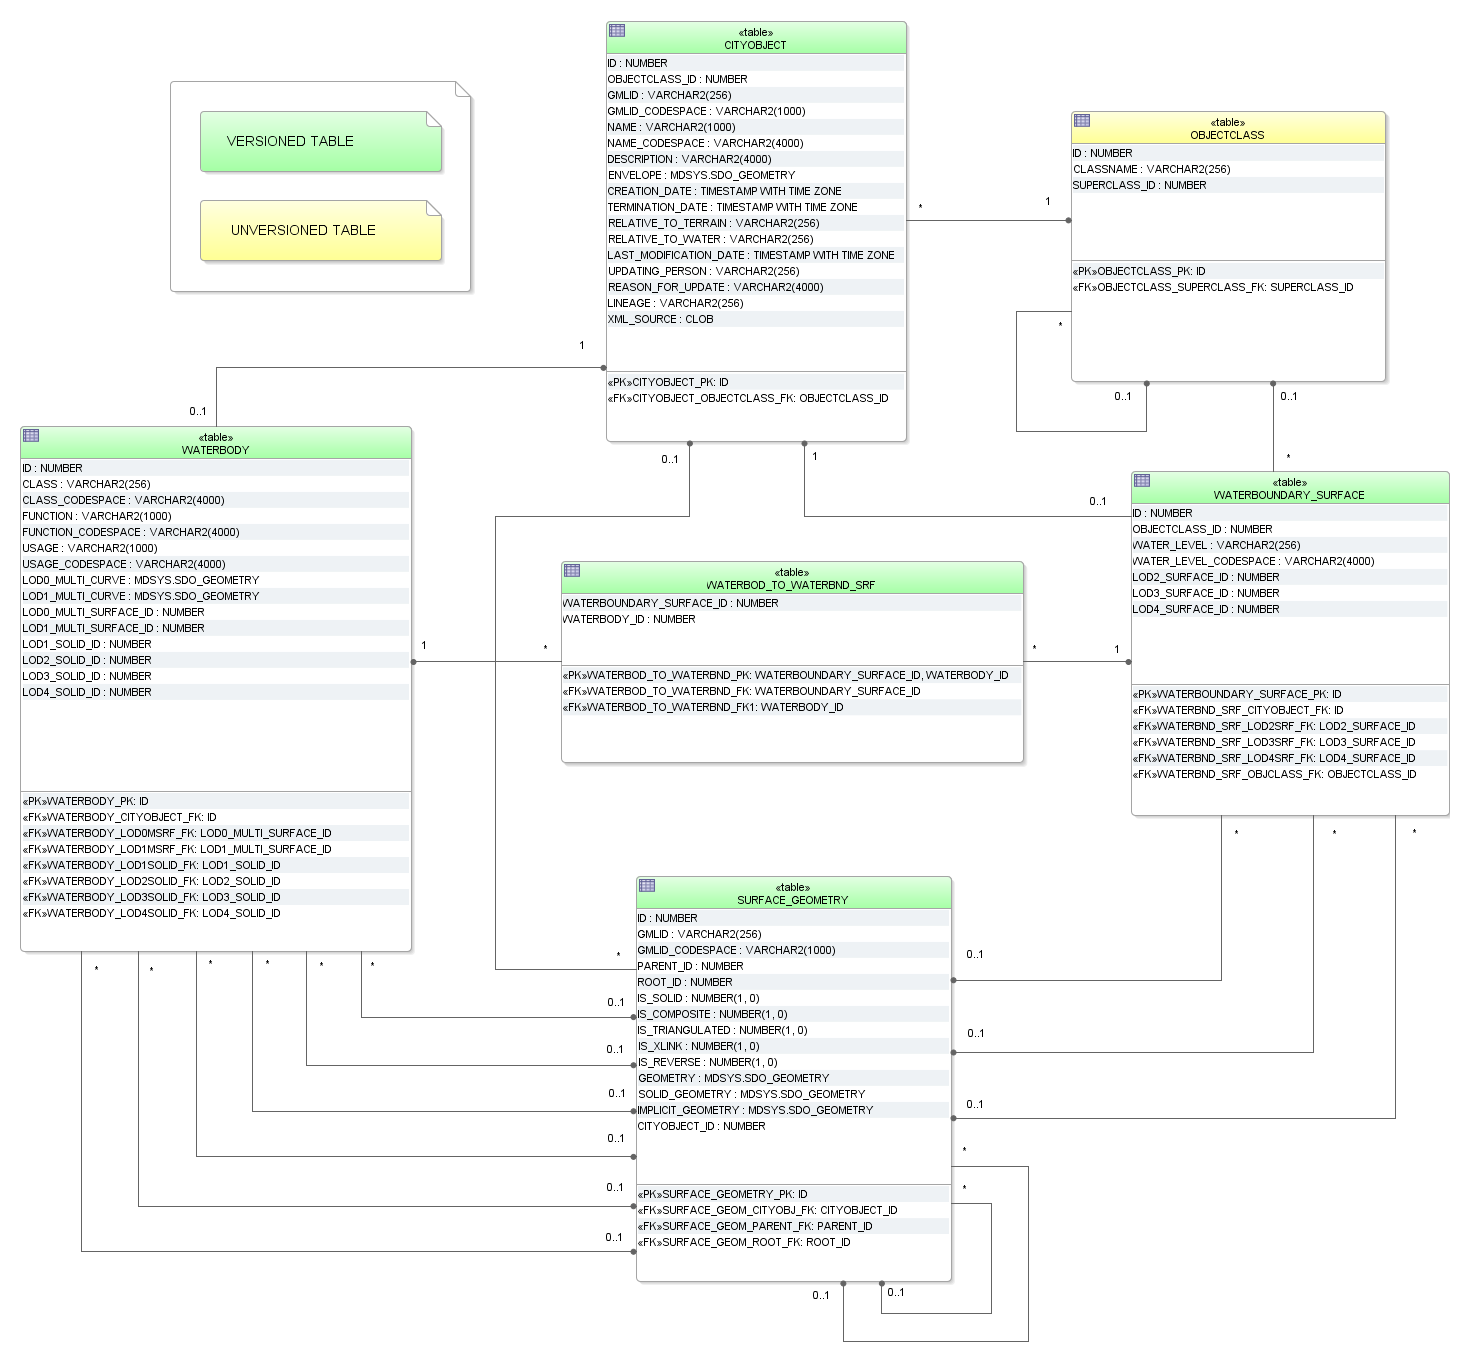 VERSIONED TABLE
UNVERSIONED TABLE
«table»
CITYOBJECT
ID : NUMBER
OBJECTCLASS_ID : NUMBER
GMLID : VARCHAR2(256)
GMLID_CODESPACE : VARCHAR2(1000)
NAME : VARCHAR2(1000)
NAME_CODESPACE : VARCHAR2(4000)
DESCRIPTION : VARCHAR2(4000)
ENVELOPE : MDSYS.SDO_GEOMETRY
CREATION_DATE : TIMESTAMP WITH TIME ZONE
TERMINATION_DATE : TIMESTAMP WITH TIME ZONE
RELATIVE_TO_TERRAIN : VARCHAR2(256)
RELATIVE_TO_WATER : VARCHAR2(256)
LAST_MODIFICATION_DATE : TIMESTAMP WITH TIME ZONE
UPDATING_PERSON : VARCHAR2(256)
REASON_FOR_UPDATE : VARCHAR2(4000)
LINEAGE : VARCHAR2(256)
XML_SOURCE : CLOB
«PK»CITYOBJECT_PK: ID
«FK»CITYOBJECT_OBJECTCLASS_FK: OBJECTCLASS_ID
*
1
«table»
OBJECTCLASS
ID : NUMBER
CLASSNAME : VARCHAR2(256)
SUPERCLASS_ID : NUMBER
«PK»OBJECTCLASS_PK: ID
«FK»OBJECTCLASS_SUPERCLASS_FK: SUPERCLASS_ID
*
0..1
0..1
*
1
0..1
0..1
1
0..1
«table»
WATERBODY
ID : NUMBER
CLASS : VARCHAR2(256)
CLASS_CODESPACE : VARCHAR2(4000)
FUNCTION : VARCHAR2(1000)
FUNCTION_CODESPACE : VARCHAR2(4000)
USAGE : VARCHAR2(1000)
USAGE_CODESPACE : VARCHAR2(4000)
LOD0_MULTI_CURVE : MDSYS.SDO_GEOMETRY
LOD1_MULTI_CURVE : MDSYS.SDO_GEOMETRY
LOD0_MULTI_SURFACE_ID : NUMBER
LOD1_MULTI_SURFACE_ID : NUMBER
LOD1_SOLID_ID : NUMBER
LOD2_SOLID_ID : NUMBER
LOD3_SOLID_ID : NUMBER
LOD4_SOLID_ID : NUMBER
«PK»WATERBODY_PK: ID
«FK»WATERBODY_CITYOBJECT_FK: ID
«FK»WATERBODY_LOD0MSRF_FK: LOD0_MULTI_SURFACE_ID
«FK»WATERBODY_LOD1MSRF_FK: LOD1_MULTI_SURFACE_ID
«FK»WATERBODY_LOD1SOLID_FK: LOD1_SOLID_ID
«FK»WATERBODY_LOD2SOLID_FK: LOD2_SOLID_ID
«FK»WATERBODY_LOD3SOLID_FK: LOD3_SOLID_ID
«FK»WATERBODY_LOD4SOLID_FK: LOD4_SOLID_ID
1
*
«table»
WATERBOD_TO_WATERBND_SRF
WATERBOUNDARY_SURFACE_ID : NUMBER
WATERBODY_ID : NUMBER
«PK»WATERBOD_TO_WATERBND_PK: WATERBOUNDARY_SURFACE_ID, WATERBODY_ID
«FK»WATERBOD_TO_WATERBND_FK: WATERBOUNDARY_SURFACE_ID
«FK»WATERBOD_TO_WATERBND_FK1: WATERBODY_ID
*
1
«table»
WATERBOUNDARY_SURFACE
ID : NUMBER
OBJECTCLASS_ID : NUMBER
WATER_LEVEL : VARCHAR2(256)
WATER_LEVEL_CODESPACE : VARCHAR2(4000)
LOD2_SURFACE_ID : NUMBER
LOD3_SURFACE_ID : NUMBER
LOD4_SURFACE_ID : NUMBER
«PK»WATERBOUNDARY_SURFACE_PK: ID
«FK»WATERBND_SRF_CITYOBJECT_FK: ID
«FK»WATERBND_SRF_LOD2SRF_FK: LOD2_SURFACE_ID
«FK»WATERBND_SRF_LOD3SRF_FK: LOD3_SURFACE_ID
«FK»WATERBND_SRF_LOD4SRF_FK: LOD4_SURFACE_ID
«FK»WATERBND_SRF_OBJCLASS_FK: OBJECTCLASS_ID
*
*
*
*
*
*
*
*
*
*
0..1
0..1
0..1
0..1
0..1
0..1
«table»
SURFACE_GEOMETRY
ID : NUMBER
GMLID : VARCHAR2(256)
GMLID_CODESPACE : VARCHAR2(1000)
PARENT_ID : NUMBER
ROOT_ID : NUMBER
IS_SOLID : NUMBER(1, 0)
IS_COMPOSITE : NUMBER(1, 0)
IS_TRIANGULATED : NUMBER(1, 0)
IS_XLINK : NUMBER(1, 0)
IS_REVERSE : NUMBER(1, 0)
GEOMETRY : MDSYS.SDO_GEOMETRY
SOLID_GEOMETRY : MDSYS.SDO_GEOMETRY
IMPLICIT_GEOMETRY : MDSYS.SDO_GEOMETRY
CITYOBJECT_ID : NUMBER
«PK»SURFACE_GEOMETRY_PK: ID
«FK»SURFACE_GEOM_CITYOBJ_FK: CITYOBJECT_ID
«FK»SURFACE_GEOM_PARENT_FK: PARENT_ID
«FK»SURFACE_GEOM_ROOT_FK: ROOT_ID
0..1
0..1
0..1
*
*
0..1
0..1